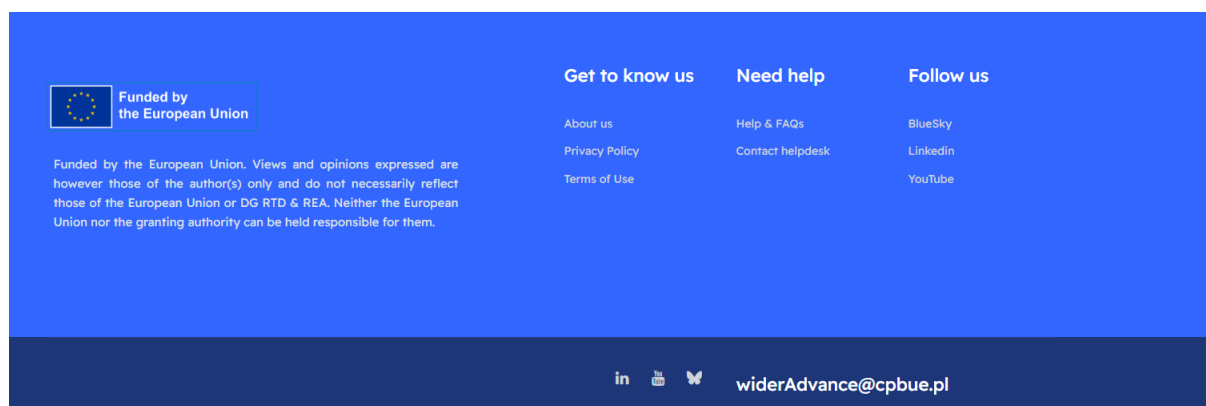 Funded by
the European Union
Funded by the European Union. Views and opinions expressed are
however those of the author(s) only and do not necessarily reflect
those of the European Union or DG RTD & REA. Neither the European
Union nor the granting authority can be held responsible for them.
Get to know us
About us
Privacy Policy
Terms of Use
Need help
Help & FAQs
Contact helpdesk
Follow us
BlueSky
Linkedin
YouTube
in
You
Tube
widerAdvance@cpbue.pl